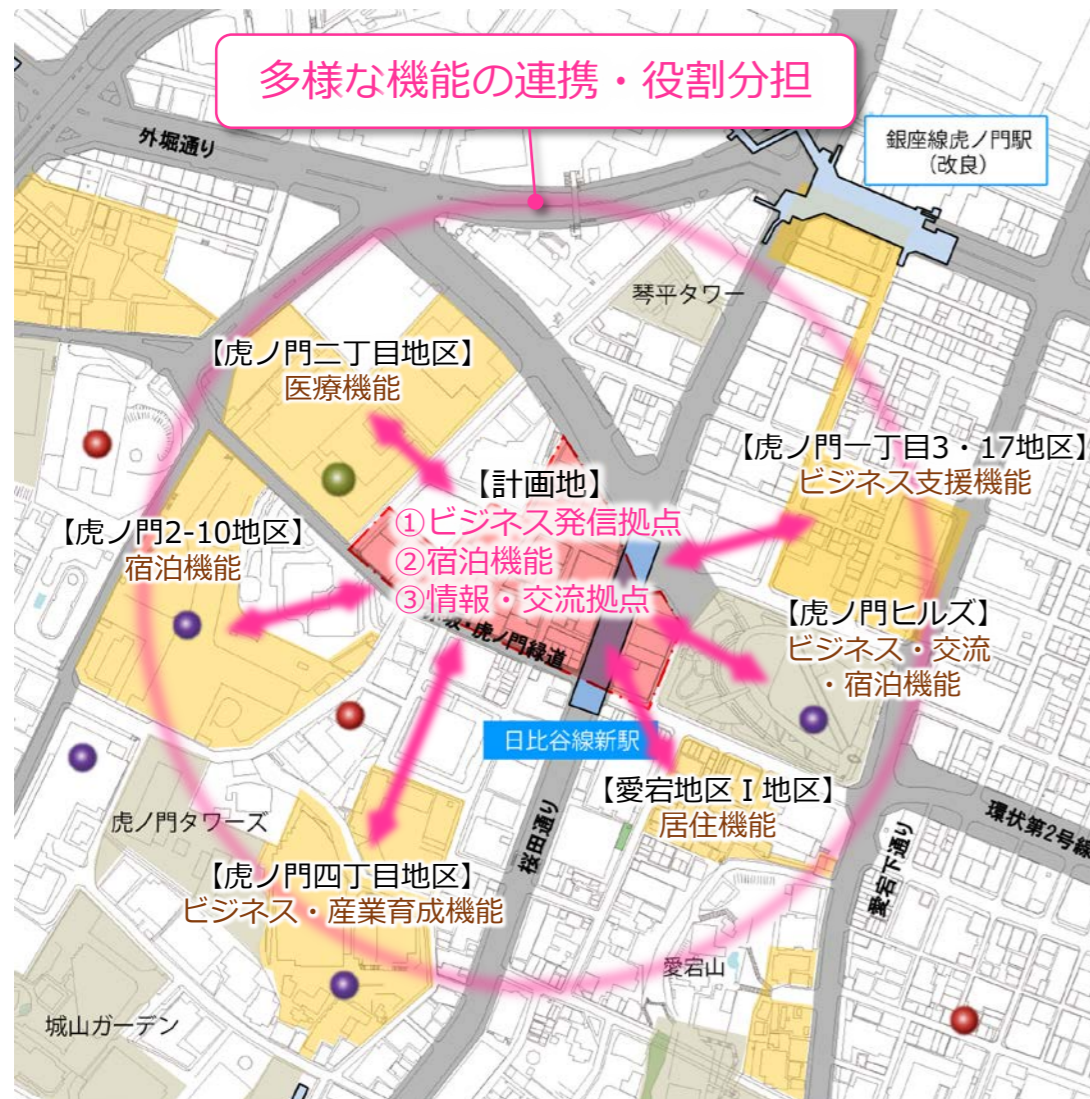 多様な機能の連携・役割分担
外堀通り
銀座線虎ノ門駅
(改良)
琴平タワー
【虎ノ門二丁目地区】
医療機能
【虎ノ門一丁目3・17地区】
ビジネス支援機能
【計画地】
①ビジネス発信拠点
②宿泊機能
③情報・交流拠点
【虎ノ門2-10地区】
宿泊機能
【虎ノ門ヒルズ】
ビジネス・交流
・宿泊機能
・虎ノ門緑道
日比谷線新駅
【愛宕地区Ⅰ地区】
居住機能
虎ノ門タワーズ
桜田通り
環状第2号線
愛宕下通り
【虎ノ門四丁目地区】
ビジネス・産業育成機能
愛宕山
城山ガーデン